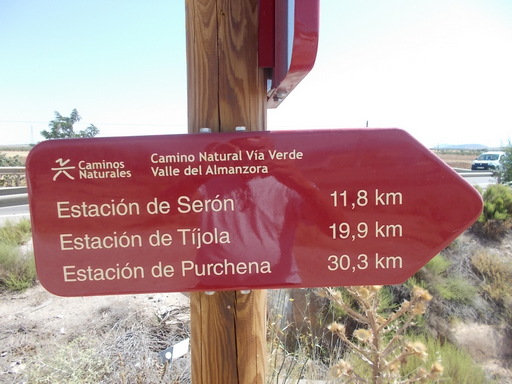 Caminos
Naturales
Camino Natural Vía Verde
Valle del Almanzora
Estación de Serón 11,8 km
Estación de Tíjola 19,9 km
Estación de Purchena 30,3 km